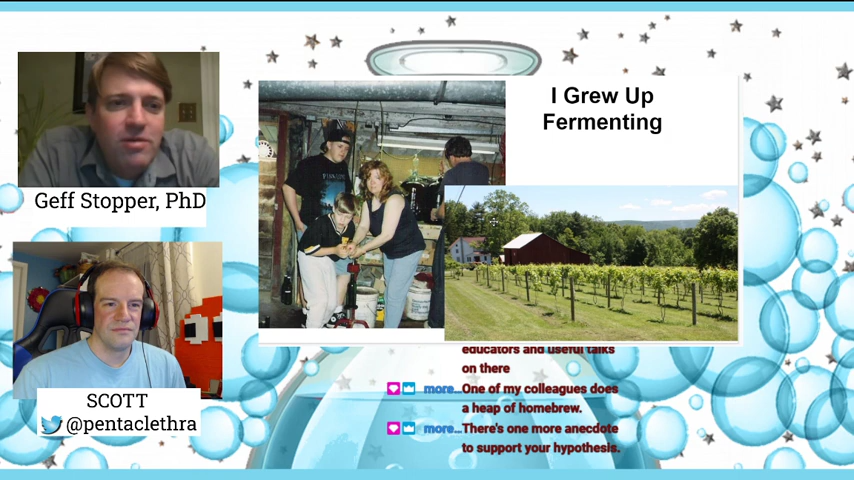 I Grew Up
Fermenting
Geff Stopper, PhD
SCOTT
@pentaclethra
educators and useful talks
on there
more...One of my colleagues does
a heap of homebrew.
more...There's one more anecdote
to support your hypothesis.